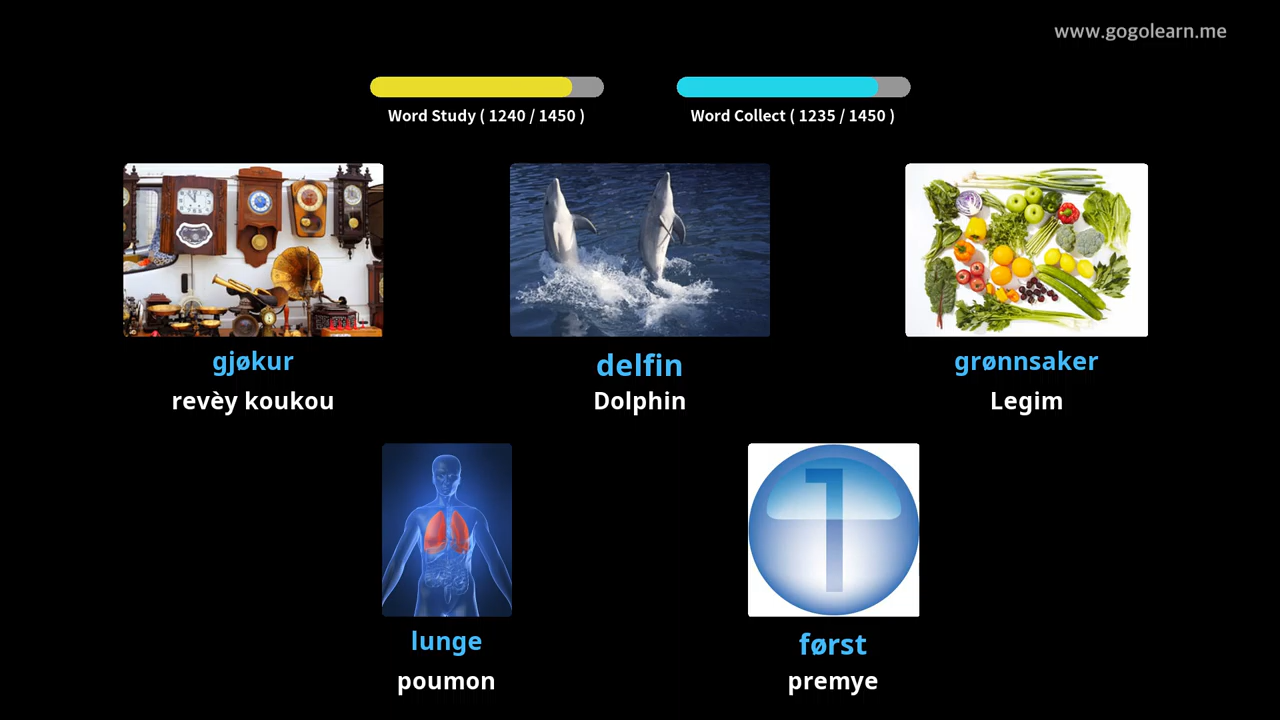 www.gogolearn.me
Word Study ( 1240 / 1450 )
Word Collect ( 1235 / 1450 )
gjøkur
revèy koukou
delfin
Dolphin
grønnsaker
Legim
lunge
poumon
1
først
premye